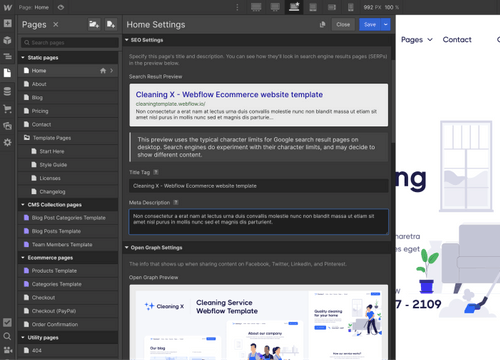 Page: Home
992 PX 100 %
Pages
Search pages
Static pages
Home
About
Blog
Pricing
Contact
Template Pages
Start Here
Style Guide
Licenses
Changelog
CMS Collection pages
Blog Post Categories Template
Blog Posts Template
Team Members Template
Ecommerce pages
Products Template
Categories Template
Checkout
Checkout (PayPal)
Order Confirmation
Utility pages
404
Home Settings
Close
Save
SEO Settings
Specify this page's title and description. You can see how they'll look in search engine results pages (SERPs)
in the preview below.
Search Result Preview
Cleaning X - Webflow Ecommerce website template
cleaningtemplate.webflow.io/
Non consectetur a erat nam at lectus urna duis convallis molestie nunc non blandit massa ut etiam sit
amet nisl purus in mollis nunc sed et magnis dis partorie...
This preview uses the typical character limits for Google search result pages on
desktop. Search engines do experiment with their character limits, and may decide to
show different content.
Title Tag
Cleaning X - Webflow Ecommerce website template
Meta Description
Non consectetur a erat nam at lectus urna duis convallis molestie nunc non blandit massa ut etiam sit
amet nisl purus in mollis nunc sed et magnis dis parturient.
Open Graph Settings
The info that shows up when sharing content on Facebook, Twitter, LinkedIn, and Pinterest.
Open Graph Preview
Cleaning X
Cleaning Service
Webflow Template
Our blog
About our company
Quality cleaning
for your home
Pages
Contact
ng
haretra
es eget
7 - 2109